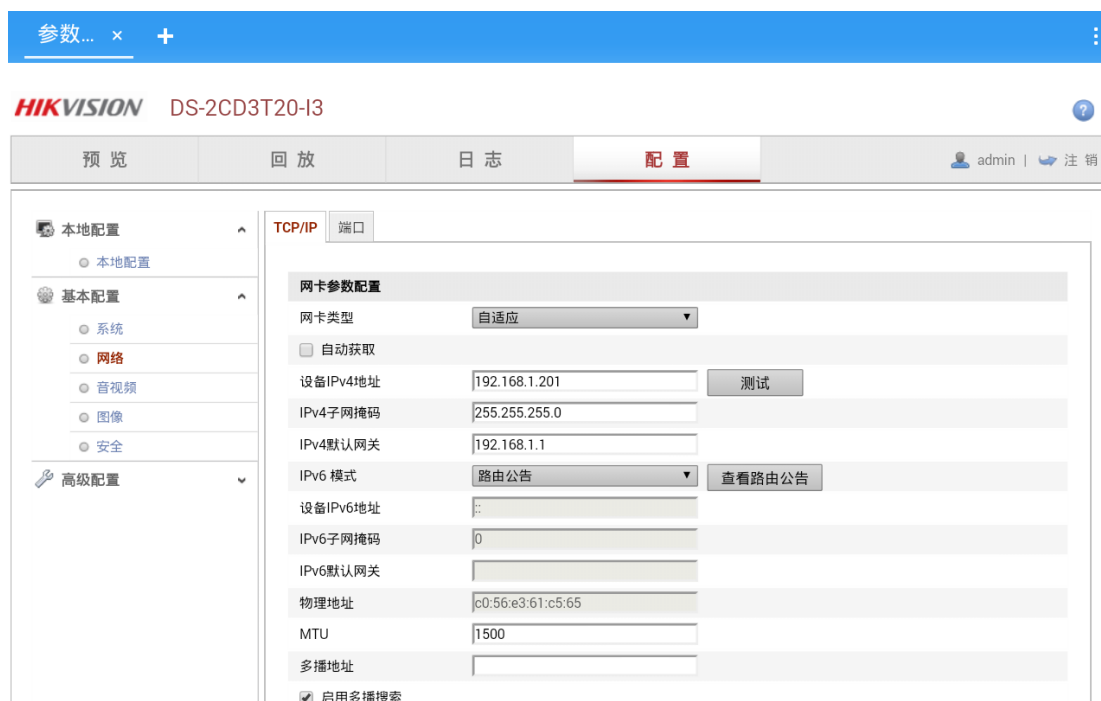 参数... × +
HIKVISION DS-2CD3T20-I3
预览 回放 日志 配置 admin | 注销
本地配置
本地配置
基本配置
系统
网络
音视频
图像
安全
高级配置
TCP/IP 端口
网卡参数配置
网卡类型 自适应
自动获取
设备IPv4地址 192.168.1.201 测试
IPv4子网掩码 255.255.255.0
IPv4默认网关 192.168.1.1
IPv6 模式 路由公告 查看路由公告
设备IPv6地址 ::
IPv6子网掩码 0
IPv6默认网关
物理地址 c0:56:e3:61:c5:65
MTU 1500
多播地址
启用多播搜索